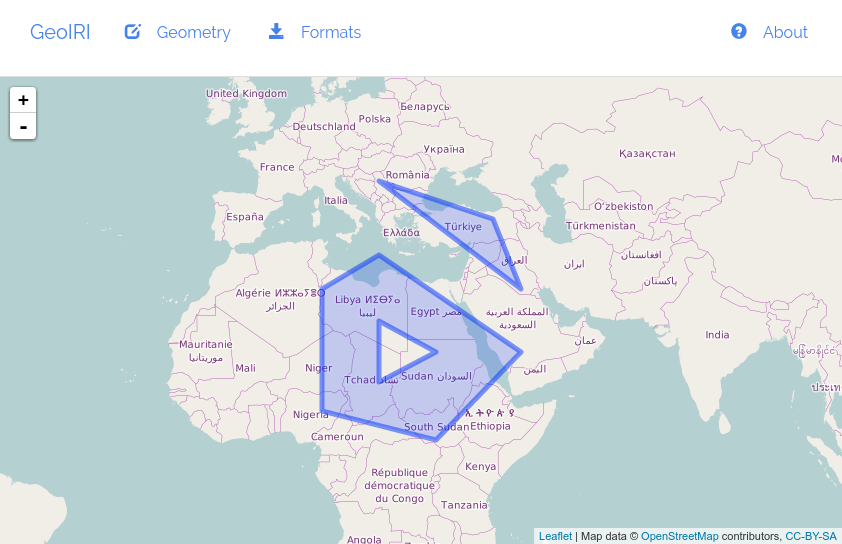 GeoIRI Geometry Formats About
+
-
United Kingdom
Беларусь
Polska
Deutschland
Україна
France
România
Қазақстан
Italia
España
Ελλάδα
Türkiye
O‘zbekiston
Türkmenistan
العراق
ایران
افغانستان
پاکستان
Algérie ⵍⵣⵣⴰⵢⴻⵔ
الجزائر
Libya ⵍⵉⴱⵢⴰ
ليبيا
Egypt مصر
المملكة العربية
السعودية
India
Mauritanie
موريتانيا
Mali
Niger
Tchad تشاد
Sudan السودان
اليمن
عمان
Nigeria
Cameroun
South Sudan
Ethiopia
Kenya
République
démocratique
du Congo
Tanzania
Angola
Leaflet | Map data © OpenStreetMap contributors, CC-BY-SA